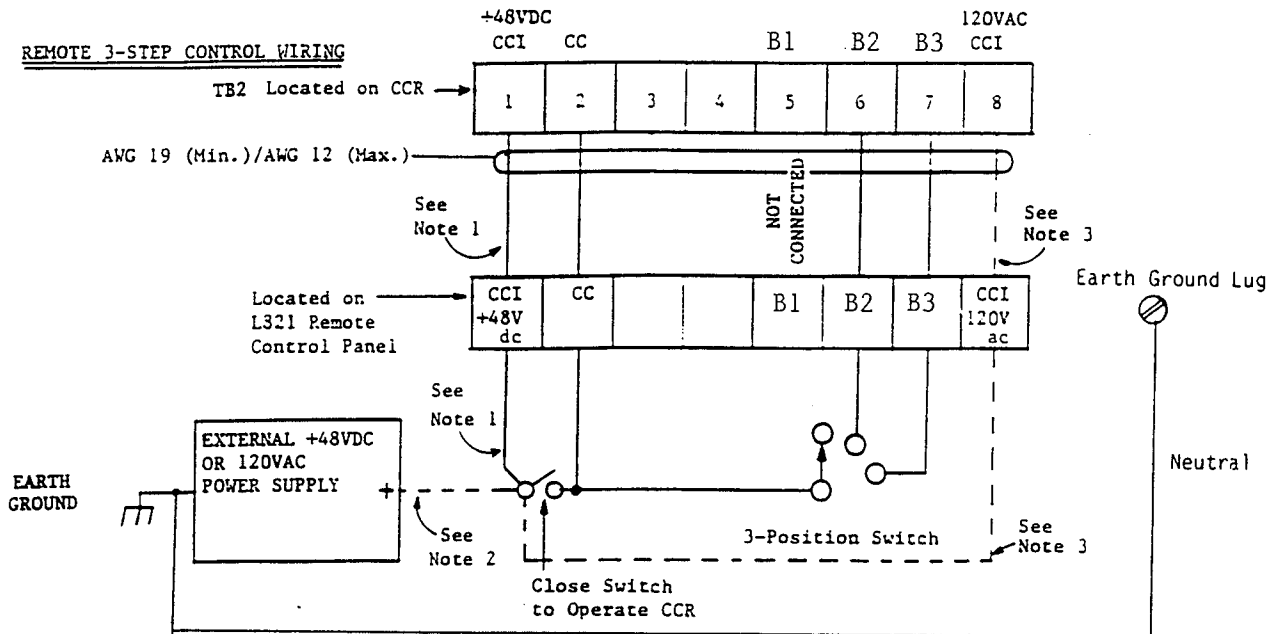 +48VDC
CCI CC B1 B2 B3 120VAC
CCI
REMOTE 3-STEP CONTROL WIRING
TB2 Located on CCR
1 2 3 4 5 6 7 8
AWG 19 (Min.)/AWG 12 (Max.)
NOT
CONNECTED
See
Note 1
See
Note 3
Earth Ground Lug
Located on
L321 Remote
Control Panel
CCI
+48V
dc
CC
B1
B2
B3
CCI
120V
ac
See
Note 1
EXTERNAL +48VDC
OR 120VAC
POWER SUPPLY +
EARTH
GROUND
Neutral
See
Note 2
3-Position Switch
See
Note 3
Close Switch
to Operate CCR